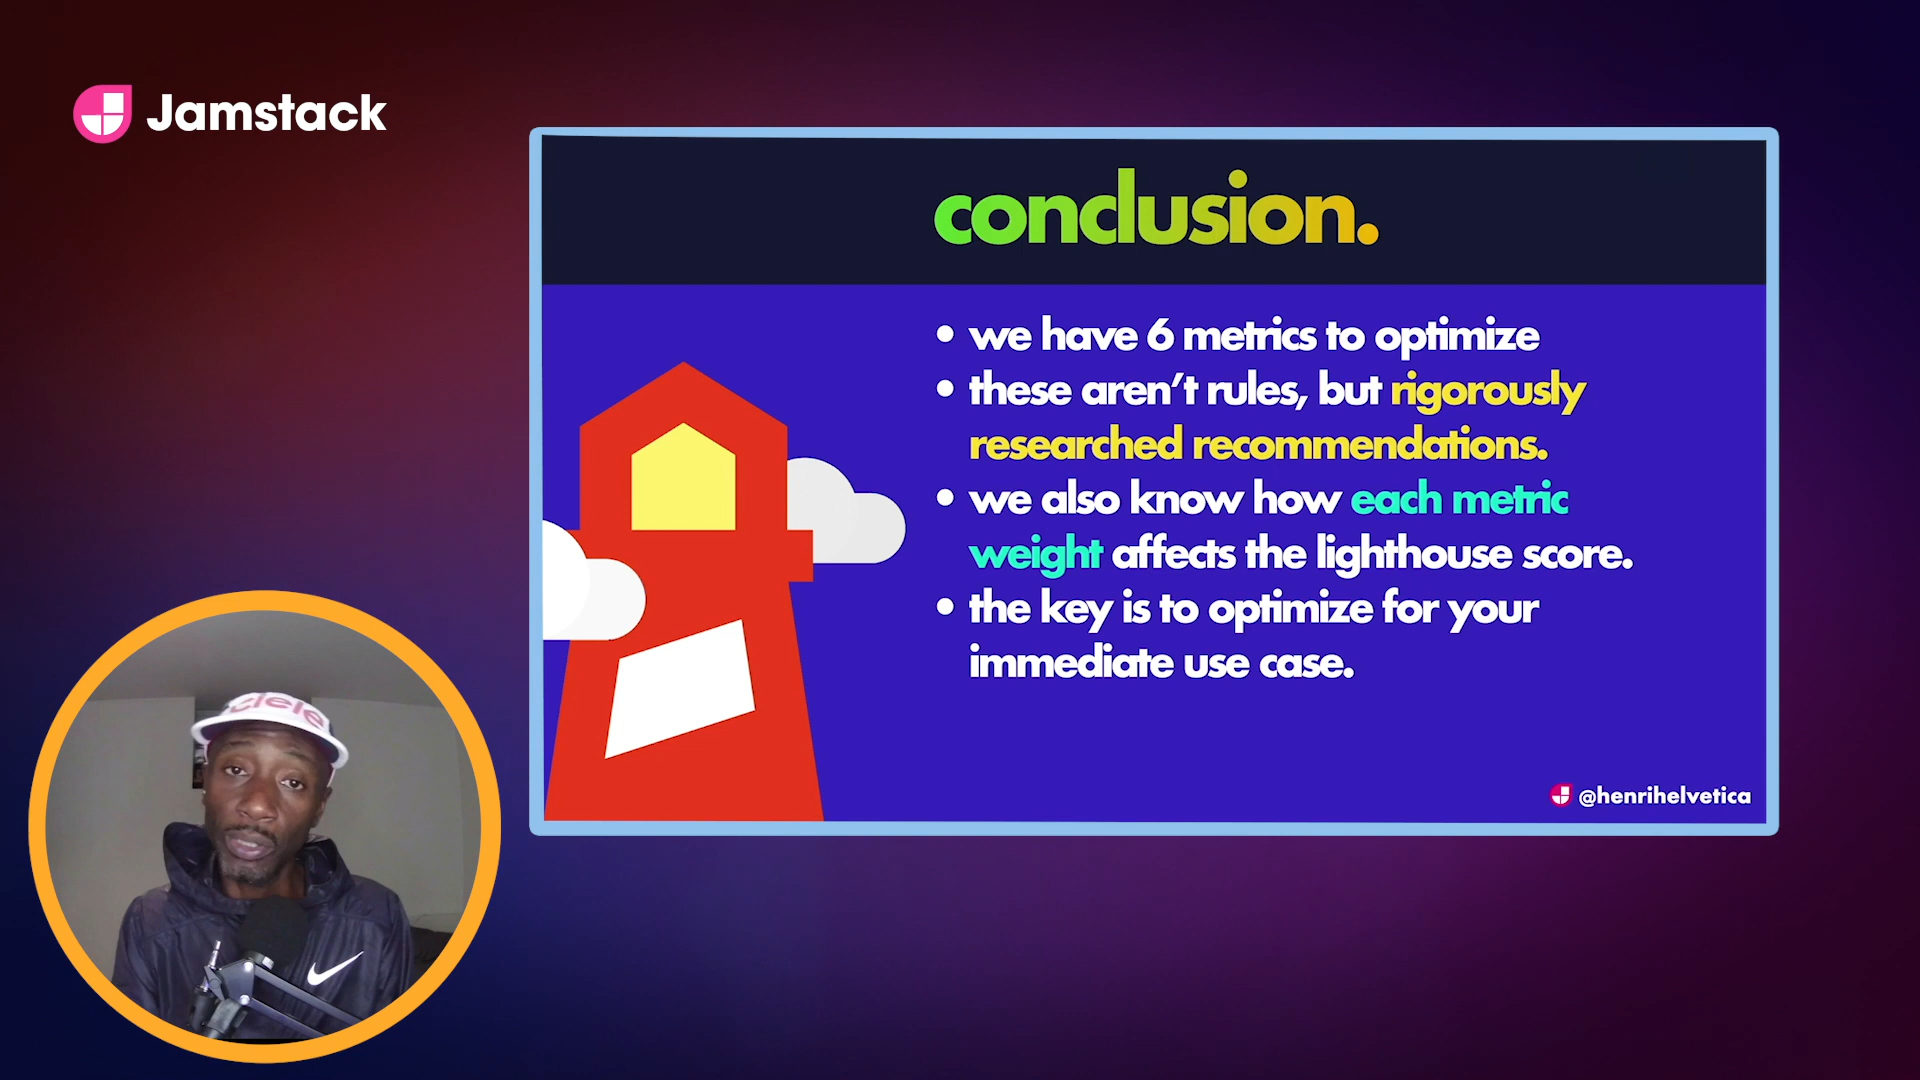 Jamstack
conclusion.
• we have 6 metrics to optimize
• these aren’t rules, but rigorously
researched recommendations.
• we also know how each metric
weight affects the lighthouse score.
• the key is to optimize for your
immediate use case.
@henrihelvetica
ciele